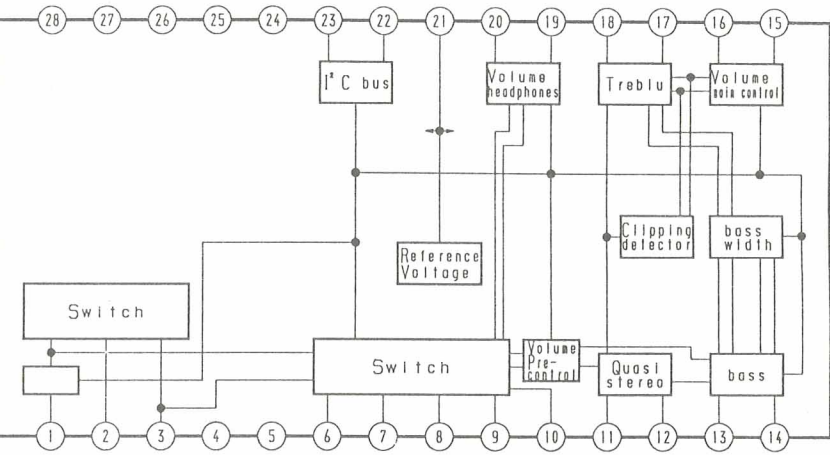 28 27 26 25 24 23 22 21 20 19 18 17 16 15
I²C bus
Volume
headphones
Treblu
Volume
main control
Clipping
detector
bass
width
Reference
Voltage
Switch
Switch
Volume
Pre-
control
Quasi
stereo
bass
1 2 3 4 5 6 7 8 9 10 11 12 13 14